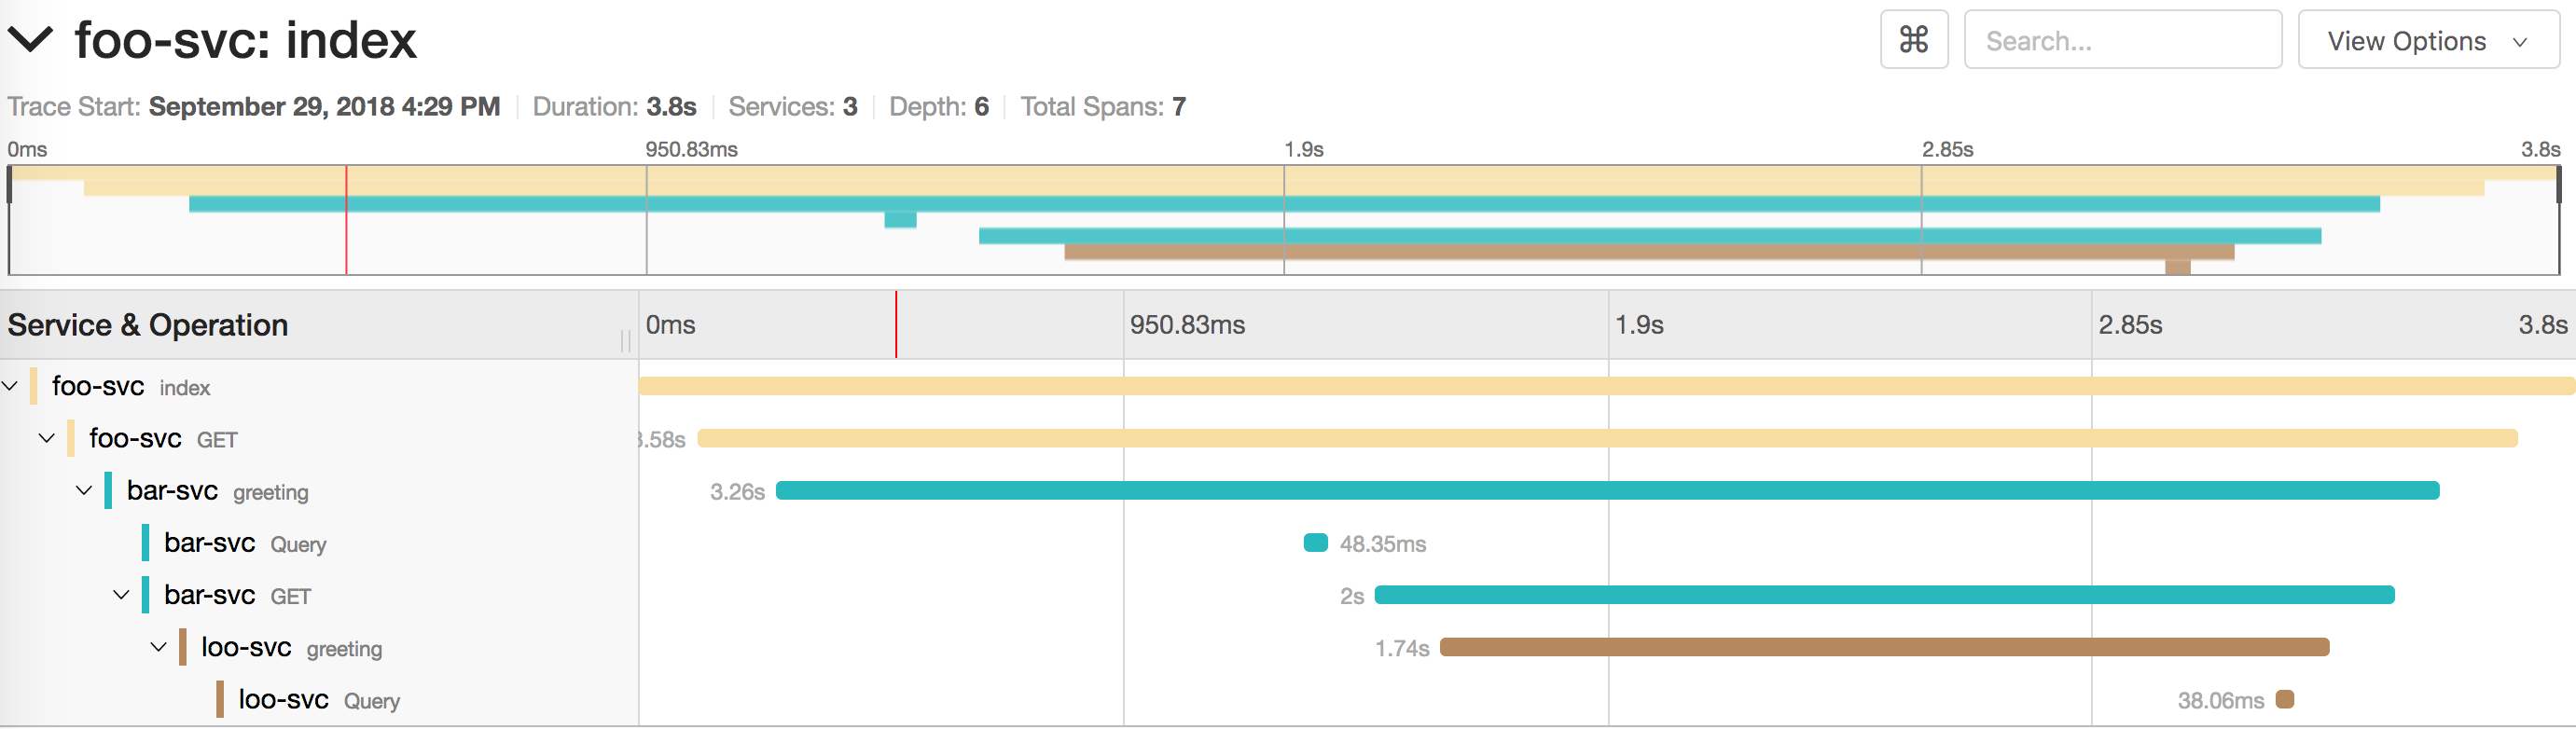 foo-svc: index
⌘ Search... View Options
Trace Start: September 29, 2018 4:29 PM Duration: 3.8s Services: 3 Depth: 6 Total Spans: 7
0ms 950.83ms 1.9s 2.85s 3.8s
Service & Operation 0ms 950.83ms 1.9s 2.85s 3.8s
foo-svc index
foo-svc GET .58s
bar-svc greeting 3.26s
bar-svc Query 48.35ms
bar-svc GET 2s
loo-svc greeting 1.74s
loo-svc Query 38.06ms